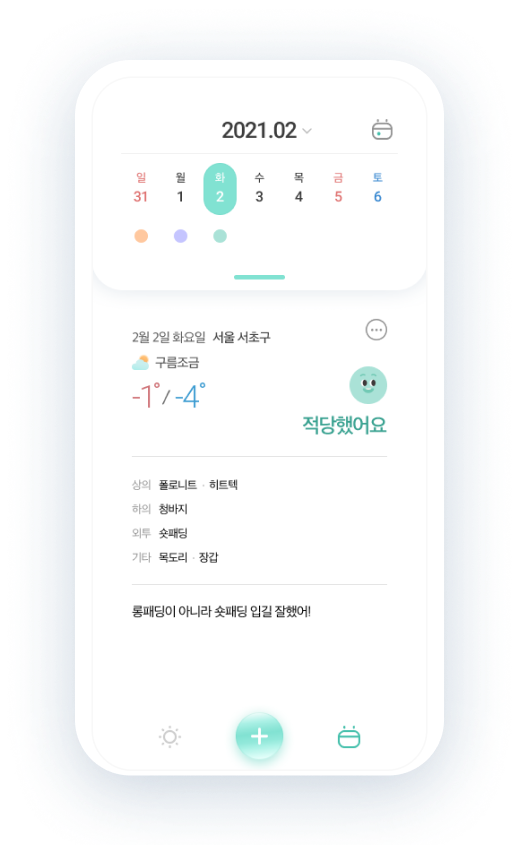 2021.02
일 월 화 수 목 금 토
31 1 2 3 4 5 6
2월 2일 화요일 서울 서초구
구름조금
-1°/ -4°
적당했어요
상의 폴로니트 · 히트텍
하의 청바지
외투 숏패딩
기타 목도리 · 장갑
롱패딩이 아니라 숏패딩 입길 잘했어!